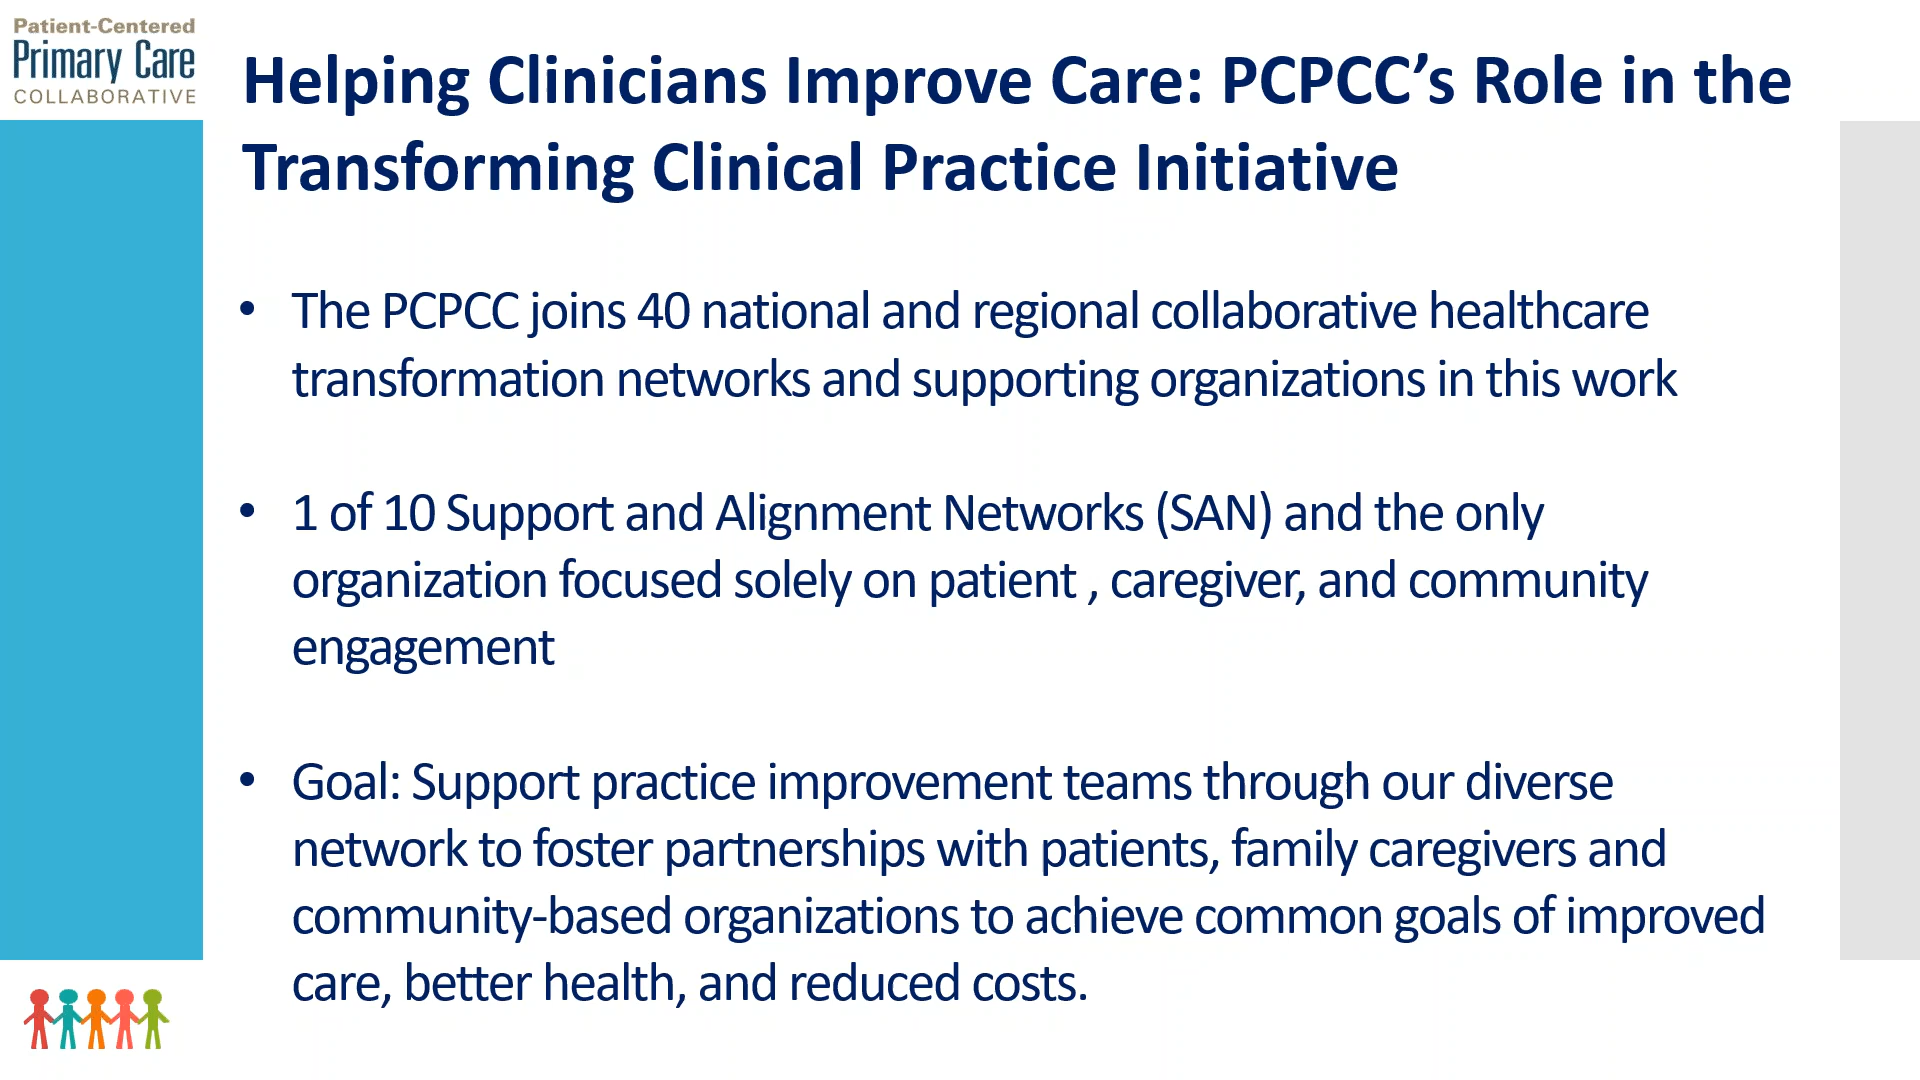 Patient-Centered
Primary Care
COLLABORATIVE
Helping Clinicians Improve Care: PCPCC’s Role in the
Transforming Clinical Practice Initiative
• The PCPCC joins 40 national and regional collaborative healthcare
transformation networks and supporting organizations in this work
• 1 of 10 Support and Alignment Networks (SAN) and the only
organization focused solely on patient , caregiver, and community
engagement
• Goal: Support practice improvement teams through our diverse
network to foster partnerships with patients, family caregivers and
community-based organizations to achieve common goals of improved
care, better health, and reduced costs.